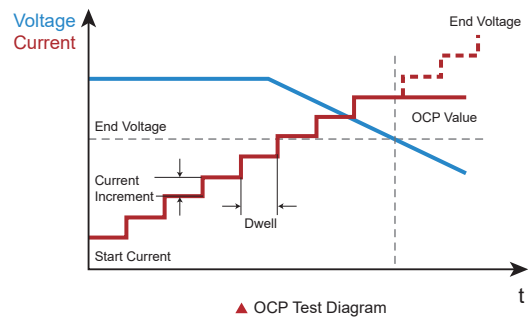 Voltage
Current
End Voltage
OCP Value
End Voltage
Current
Increment
Dwell
Start Current
t
▲ OCP Test Diagram